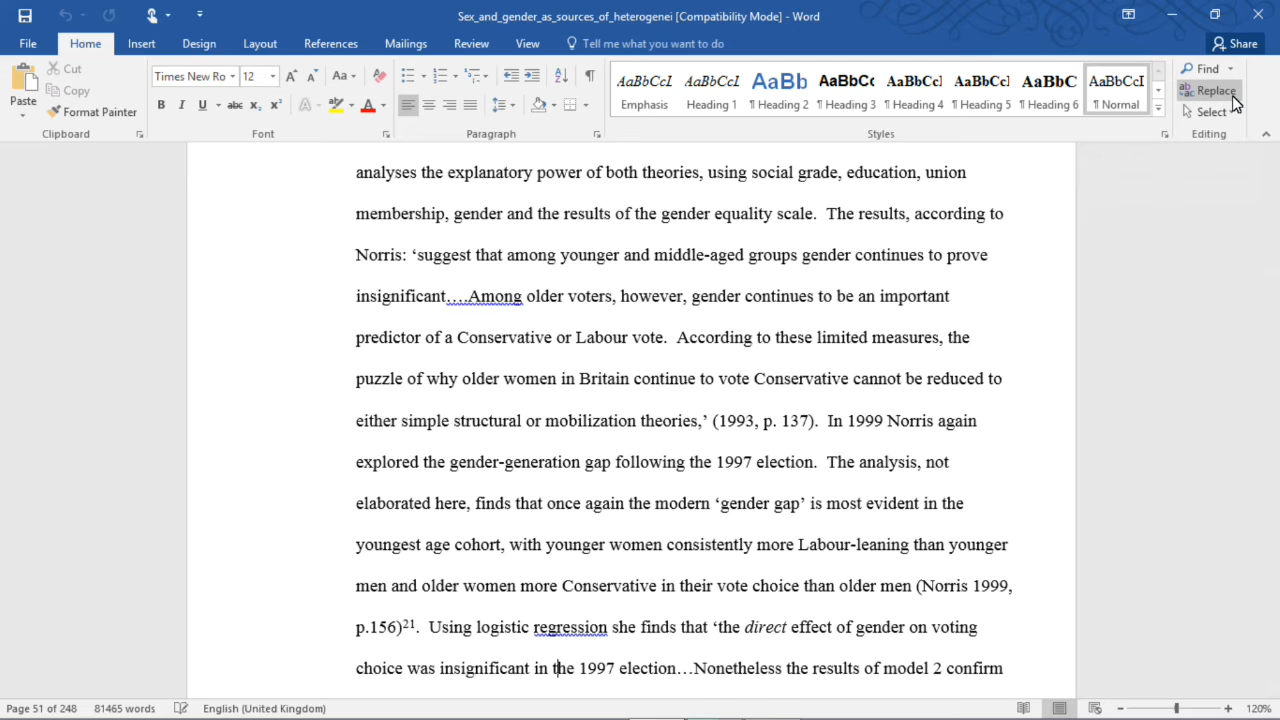 Sex_and_gender_as_sources_of_heterogenei [Compatibility Mode] - Word
File Home Insert Design Layout References Mailings Review View Tell me what you want to do Share
Paste
Cut
Copy
Format Painter
Clipboard
Times New Ro 12 Aa
B I U abc x₂ x² A ab A
Font
Paragraph
AaBbCcI AaBbCcL AaBb AaBbCc AaBbCcI AaBbCcI AaBbC AaBbCcI
Emphasis Heading 1 ¶ Heading 2 ¶ Heading 3 ¶ Heading 4 ¶ Heading 5 ¶ Heading 6 ¶ Normal
Styles
Find
Replace
Select
Editing
analyses the explanatory power of both theories, using social grade, education, union
membership, gender and the results of the gender equality scale.  The results, according to
Norris: ‘suggest that among younger and middle-aged groups gender continues to prove
insignificant….Among older voters, however, gender continues to be an important
predictor of a Conservative or Labour vote.  According to these limited measures, the
puzzle of why older women in Britain continue to vote Conservative cannot be reduced to
either simple structural or mobilization theories,’ (1993, p. 137).  In 1999 Norris again
explored the gender-generation gap following the 1997 election.  The analysis, not
elaborated here, finds that once again the modern ‘gender gap’ is most evident in the
youngest age cohort, with younger women consistently more Labour-leaning than younger
men and older women more Conservative in their vote choice than older men (Norris 1999,
p.156)²¹.  Using logistic regression she finds that ‘the direct effect of gender on voting
choice was insignificant in the 1997 election…Nonetheless the results of model 2 confirm
Page 51 of 248 81465 words English (United Kingdom) 120%